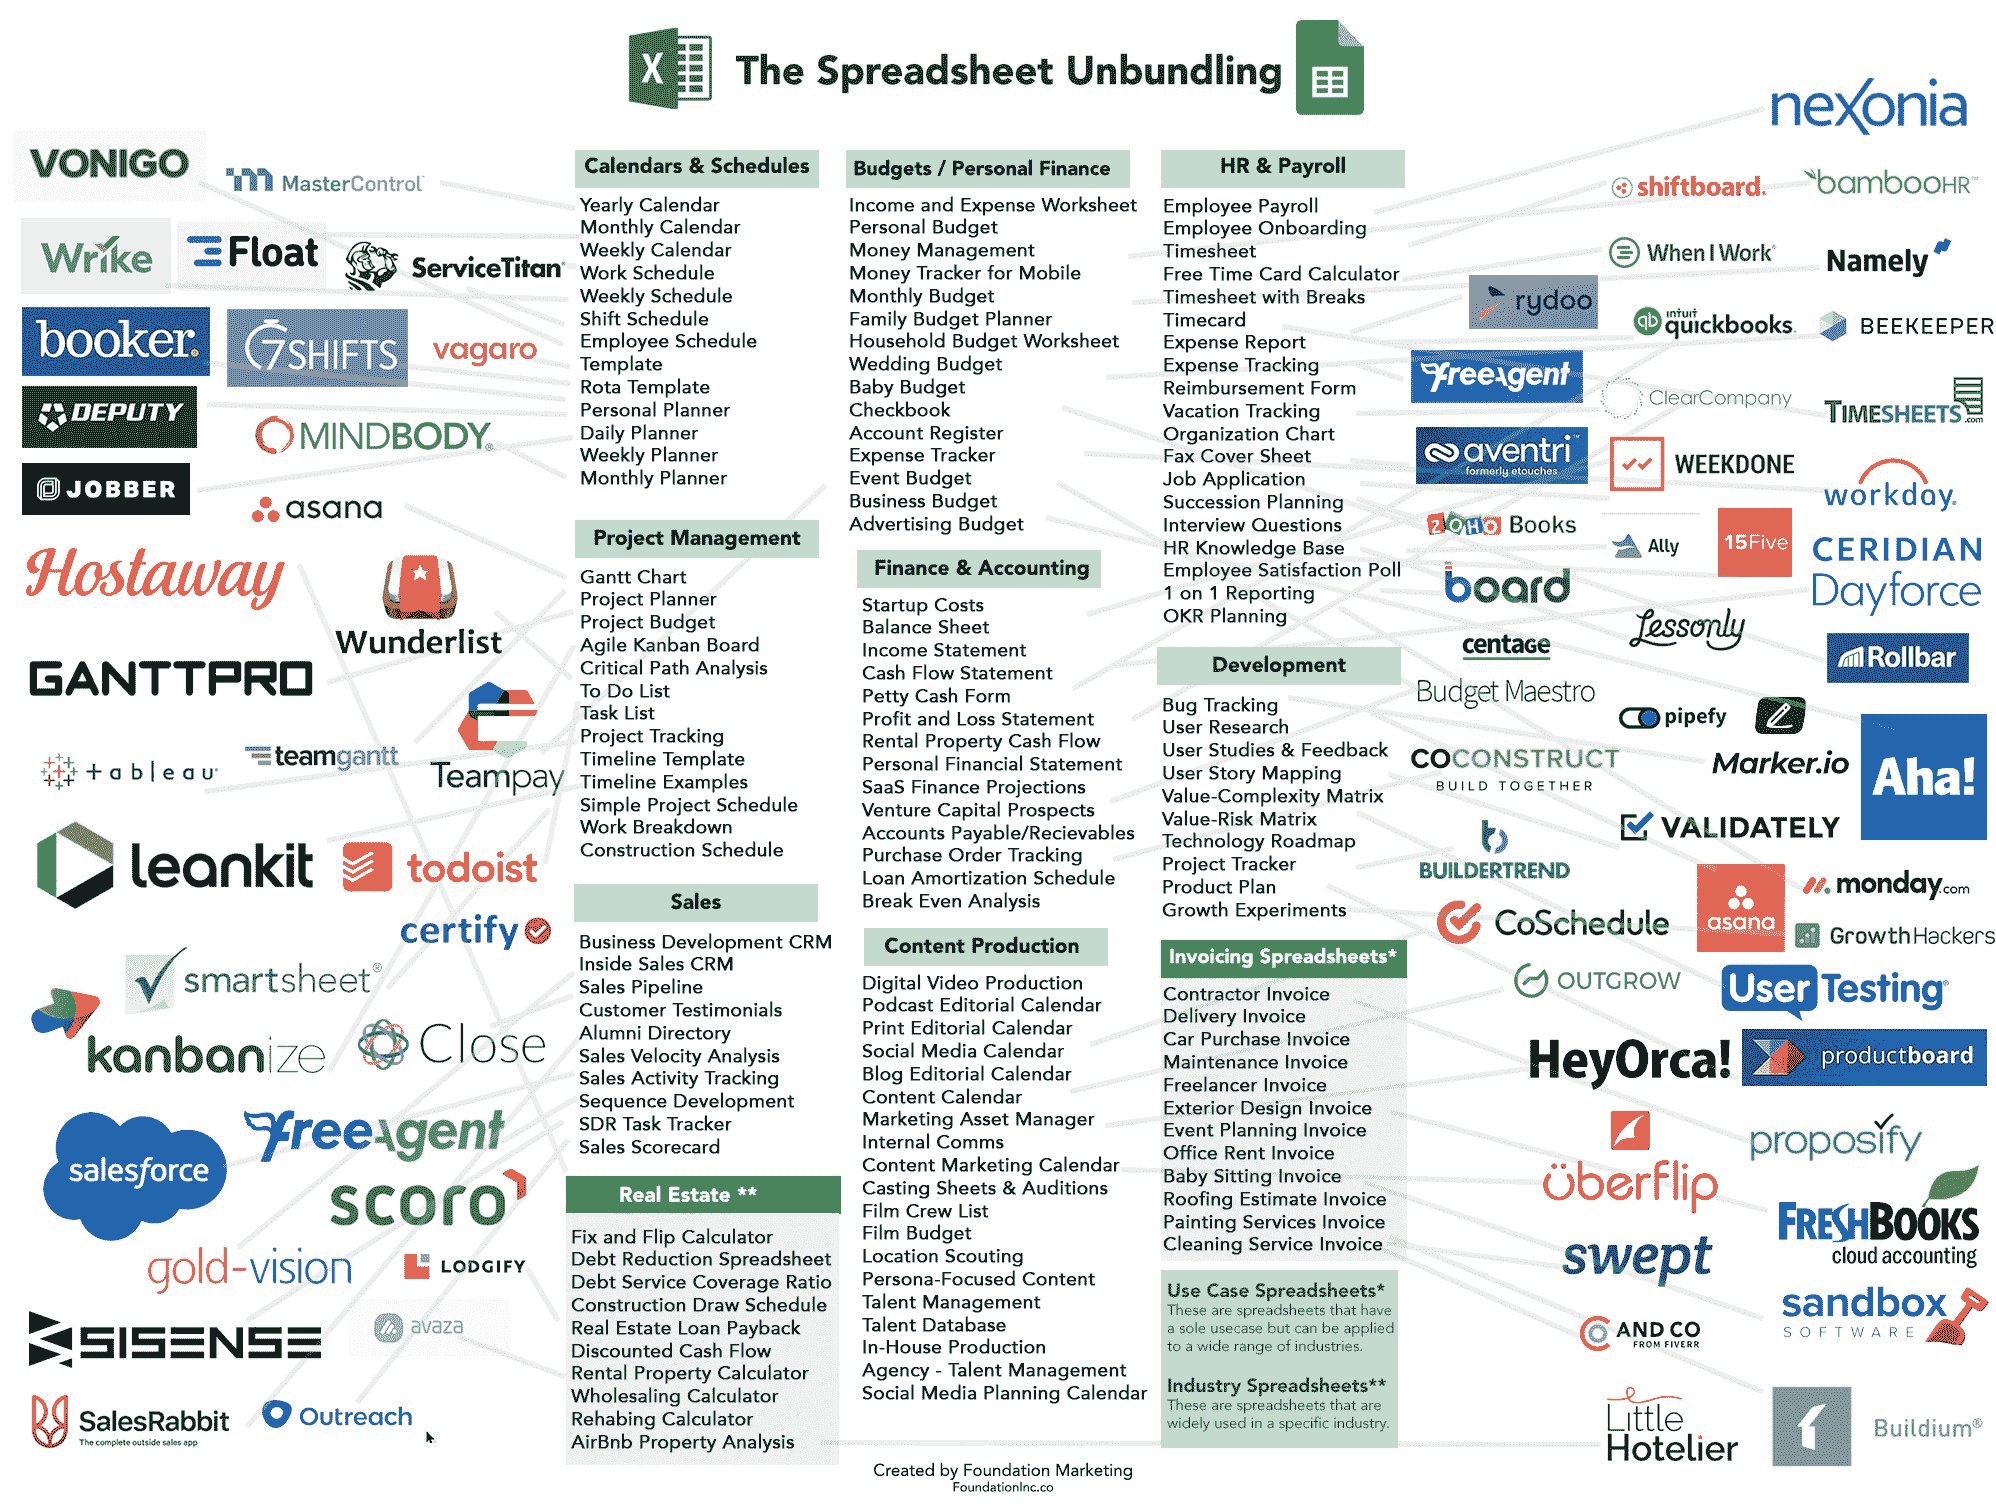 The Spreadsheet Unbundling
X
VONIGO
MasterControl
Wrike
Float
ServiceTitan
booker.
7SHIFTS
vagaro
DEPUTY
MINDBODY
JOBBER
asana
Hostaway
Wunderlist
GANTTPRO
Teampay
+ableau
teamgantt
leankit
todoist
certify
smartsheet
kanbanize
Close
salesforce
freeagent
scoro
gold-vision
LODGIFY
SISENSE
avaza
SalesRabbit
The complete outside sales app
Outreach
Calendars & Schedules
Yearly Calendar
Monthly Calendar
Weekly Calendar
Work Schedule
Weekly Schedule
Shift Schedule
Employee Schedule
Template
Rota Template
Personal Planner
Daily Planner
Weekly Planner
Monthly Planner
Project Management
Gantt Chart
Project Planner
Project Budget
Agile Kanban Board
Critical Path Analysis
To Do List
Task List
Project Tracking
Timeline Template
Timeline Examples
Simple Project Schedule
Work Breakdown
Construction Schedule
Sales
Business Development CRM
Inside Sales CRM
Sales Pipeline
Customer Testimonials
Alumni Directory
Sales Velocity Analysis
Sales Activity Tracking
Sequence Development
SDR Task Tracker
Sales Scorecard
Real Estate **
Fix and Flip Calculator
Debt Reduction Spreadsheet
Debt Service Coverage Ratio
Construction Draw Schedule
Real Estate Loan Payback
Discounted Cash Flow
Rental Property Calculator
Wholesaling Calculator
Rehabing Calculator
AirBnb Property Analysis
Budgets / Personal Finance
Income and Expense Worksheet
Personal Budget
Money Management
Money Tracker for Mobile
Monthly Budget
Family Budget Planner
Household Budget Worksheet
Wedding Budget
Baby Budget
Checkbook
Account Register
Expense Tracker
Event Budget
Business Budget
Advertising Budget
Finance & Accounting
Startup Costs
Balance Sheet
Income Statement
Cash Flow Statement
Petty Cash Form
Profit and Loss Statement
Rental Property Cash Flow
Personal Financial Statement
SaaS Finance Projections
Venture Capital Prospects
Accounts Payable/Recievables
Purchase Order Tracking
Loan Amortization Schedule
Break Even Analysis
Content Production
Digital Video Production
Podcast Editorial Calendar
Print Editorial Calendar
Social Media Calendar
Blog Editorial Calendar
Content Calendar
Marketing Asset Manager
Internal Comms
Content Marketing Calendar
Casting Sheets & Auditions
Film Crew List
Film Budget
Location Scouting
Persona-Focused Content
Talent Management
Talent Database
In-House Production
Agency - Talent Management
Social Media Planning Calendar
HR & Payroll
Employee Payroll
Employee Onboarding
Timesheet
Free Time Card Calculator
Timesheet with Breaks
Timecard
Expense Report
Expense Tracking
Reimbursement Form
Vacation Tracking
Organization Chart
Fax Cover Sheet
Job Application
Succession Planning
Interview Questions
HR Knowledge Base
Employee Satisfaction Poll
1 on 1 Reporting
OKR Planning
Development
Bug Tracking
User Research
User Studies & Feedback
User Story Mapping
Value-Complexity Matrix
Value-Risk Matrix
Technology Roadmap
Project Tracker
Product Plan
Growth Experiments
Invoicing Spreadsheets*
Contractor Invoice
Delivery Invoice
Car Purchase Invoice
Maintenance Invoice
Freelancer Invoice
Exterior Design Invoice
Event Planning Invoice
Office Rent Invoice
Baby Sitting Invoice
Roofing Estimate Invoice
Painting Services Invoice
Cleaning Service Invoice
Use Case Spreadsheets*
These are spreadsheets that have
a sole usecase but can be applied
to a wide range of industries.
Industry Spreadsheets**
These are spreadsheets that are
widely used in a specific industry.
nexonia
shiftboard.
bambooHR™
When I Work
Namely
rydoo
qb
intuit
quickbooks.
BEEKEEPER
freeagent
ClearCompany
TIMESHEETS
.com
aventri™
formerly etouches
WEEKDONE
workday.
ZOHO Books
Ally
15Five
CERIDIAN
Dayforce
board
Lessonly
centage
Budget Maestro
Rollbar
pipefy
COCONSTRUCT
BUILD TOGETHER
Marker.io
Aha!
VALIDATELY
BUILDERTREND
monday.com
CoSchedule
asana
GrowthHackers
OUTGROW
UserTesting
HeyOrca!
productboard
proposify
überflip
FRESHBOOKS
cloud accounting
swept
sandbox
SOFTWARE
AND CO
FROM FIVERR
Little
Hotelier
Buildium®
Created by Foundation Marketing
FoundationInc.co